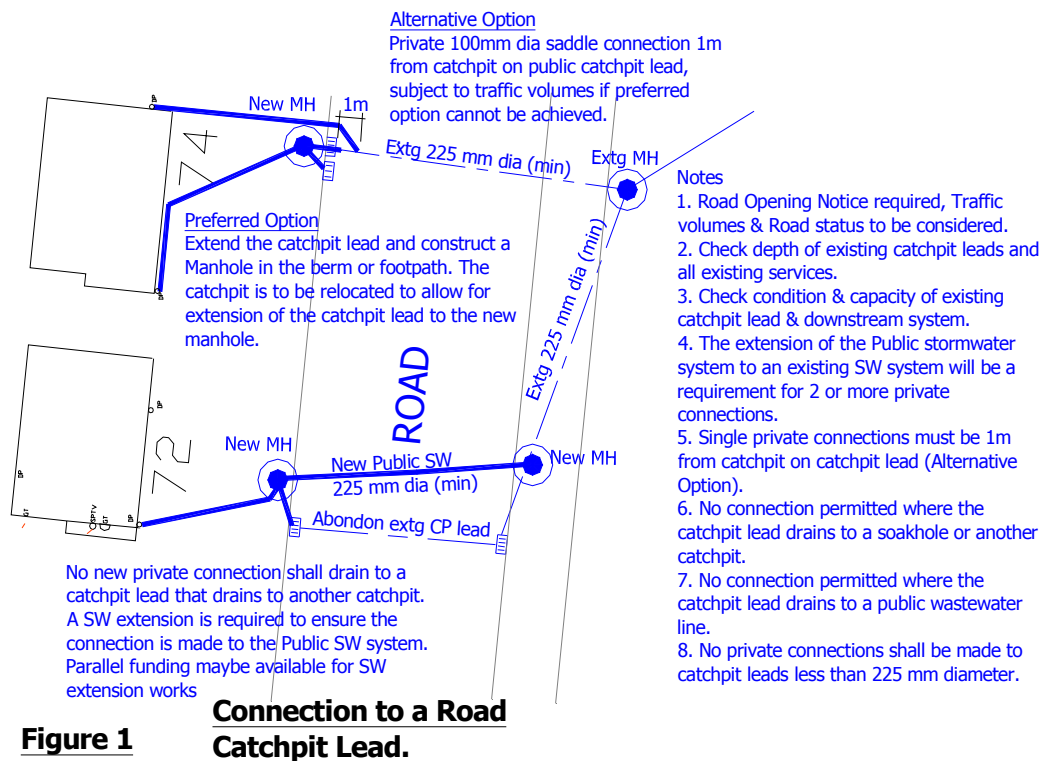 Alternative Option
Private 100mm dia saddle connection 1m
from catchpit on public catchpit lead,
subject to traffic volumes if preferred
option cannot be achieved.
DP
New MH
1m
74
Extg 225 mm dia (min)
Extg MH
Preferred Option
Extend the catchpit lead and construct a
Manhole in the berm or footpath. The
catchpit is to be relocated to allow for
extension of the catchpit lead to the new
manhole.
DP
Extg 225 mm dia (min)
ROAD
DP
72
New MH
New Public SW
225 mm dia (min)
New MH
DP
GT
SPTV
GT
DP
Abondon extg CP lead
No new private connection shall drain to a
catchpit lead that drains to another catchpit.
A SW extension is required to ensure the
connection is made to the Public SW system.
Parallel funding maybe available for SW
extension works
Notes
1. Road Opening Notice required, Traffic
volumes & Road status to be considered.
2. Check depth of existing catchpit leads and
all existing services.
3. Check condition & capacity of existing
catchpit lead & downstream system.
4. The extension of the Public stormwater
system to an existing SW system will be a
requirement for 2 or more private
connections.
5. Single private connections must be 1m
from catchpit on catchpit lead (Alternative
Option).
6. No connection permitted where the
catchpit lead drains to a soakhole or another
catchpit.
7. No connection permitted where the
catchpit lead drains to a public wastewater
line.
8. No private connections shall be made to
catchpit leads less than 225 mm diameter.
Figure 1
Connection to a Road
Catchpit Lead.